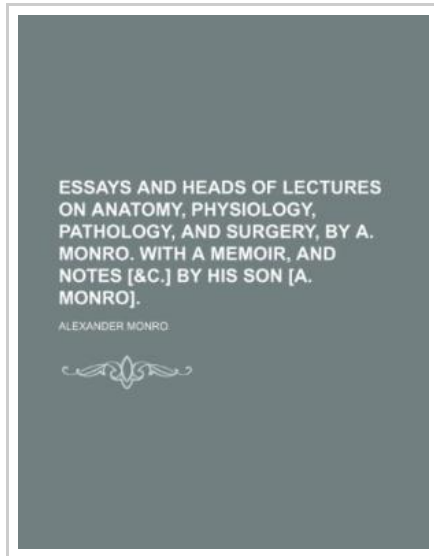 ESSAYS AND HEADS OF LECTURES
ON ANATOMY, PHYSIOLOGY,
PATHOLOGY, AND SURGERY, BY A.
MONRO. WITH A MEMOIR, AND
NOTES [&C.] BY HIS SON [A.
MONRO].
ALEXANDER MONRO